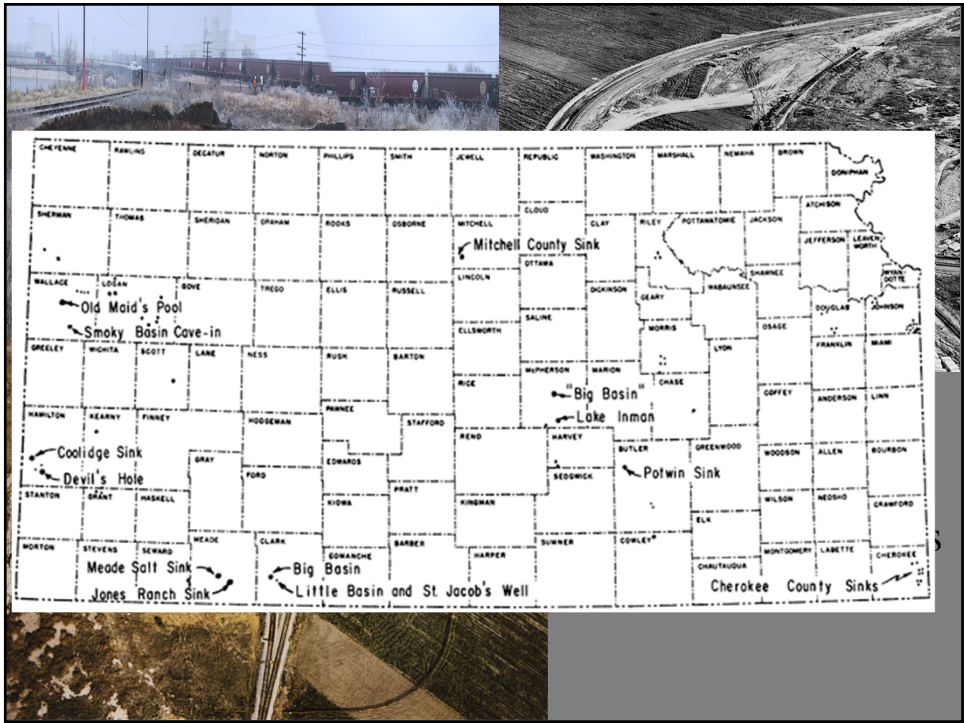 CHEYENNE RAWLINS DECATUR NORTON PHILLIPS SMITH JEWELL REPUBLIC WASHINGTON MARSHALL NEMAHA BROWN
DONIPHAN
ATCHISON
SHERMAN THOMAS SHERIDAN GRAHAM ROOKS OSBORNE MITCHELL CLOUD CLAY RILEY POTTAWATOMIE JACKSON
JEFFERSON LEAVEN
WORTH
Mitchell County Sink
OTTAWA
SHAWNEE WYAN
DOTTE
WALLACE LOGAN GOVE TREGO ELLIS RUSSELL LINCOLN DICKINSON GEARY WABAUNSEE
Old Maid's Pool
DOUGLAS JOHNSON
SALINE
Smoky Basin Cave-in
ELLSWORTH MORRIS OSAGE
FRANKLIN MIAMI
GREELEY WICHITA SCOTT LANE NESS RUSH BARTON LYON
McPHERSON MARION
RICE CHASE
"Big Basin"
COFFEY ANDERSON LINN
PAWNEE
HAMILTON KEARNY FINNEY HODGEMAN STAFFORD
Lake Inman
RENO HARVEY
BUTLER GREENWOOD WOODSON ALLEN BOURBON
Coolidge Sink
GRAY EDWARDS
Devil's Hole
FORD SEDGWICK
Potwin Sink
PRATT
STANTON GRANT HASKELL KIOWA KINGMAN WILSON NEOSHO CRAWFORD
ELK
MORTON STEVENS SEWARD MEADE CLARK COMANCHE BARBER HARPER SUMNER COWLEY CHAUTAUQUA MONTGOMERY LABETTE CHEROKEE
S
Meade Salt Sink
Big Basin
Jones Ranch Sink
Little Basin and St. Jacob's Well
Cherokee County Sinks